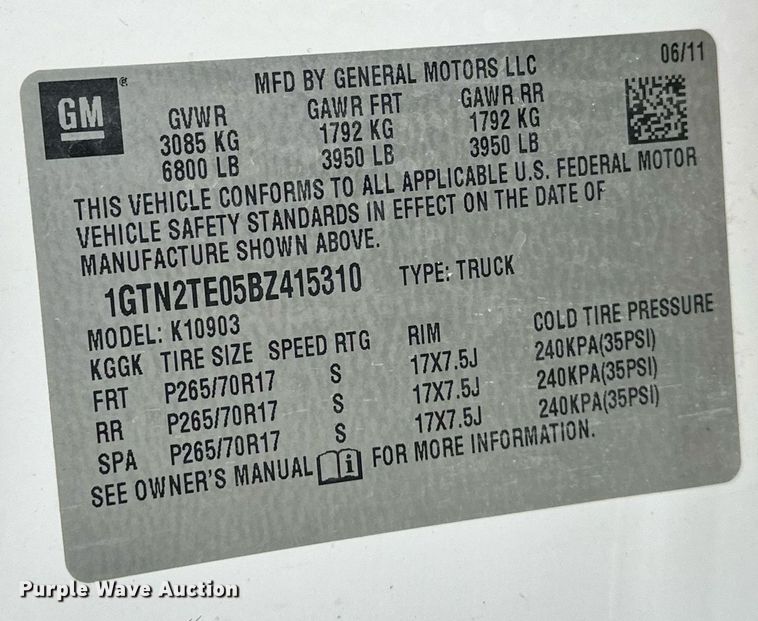 GM®
MFD BY GENERAL MOTORS LLC 06/11
GVWR GAWR FRT GAWR RR
3085 KG 1792 KG 1792 KG
6800 LB 3950 LB 3950 LB
THIS VEHICLE CONFORMS TO ALL APPLICABLE U.S. FEDERAL MOTOR
VEHICLE SAFETY STANDARDS IN EFFECT ON THE DATE OF
MANUFACTURE SHOWN ABOVE.
1GTN2TE05BZ415310 TYPE: TRUCK
MODEL: K10903
KGGK TIRE SIZE SPEED RTG RIM COLD TIRE PRESSURE
FRT P265/70R17 S 17X7.5J 240KPA(35PSI)
RR P265/70R17 S 17X7.5J 240KPA(35PSI)
SPA P265/70R17 S 17X7.5J 240KPA(35PSI)
SEE OWNER'S MANUAL i FOR MORE INFORMATION.
Purple Wave Auction